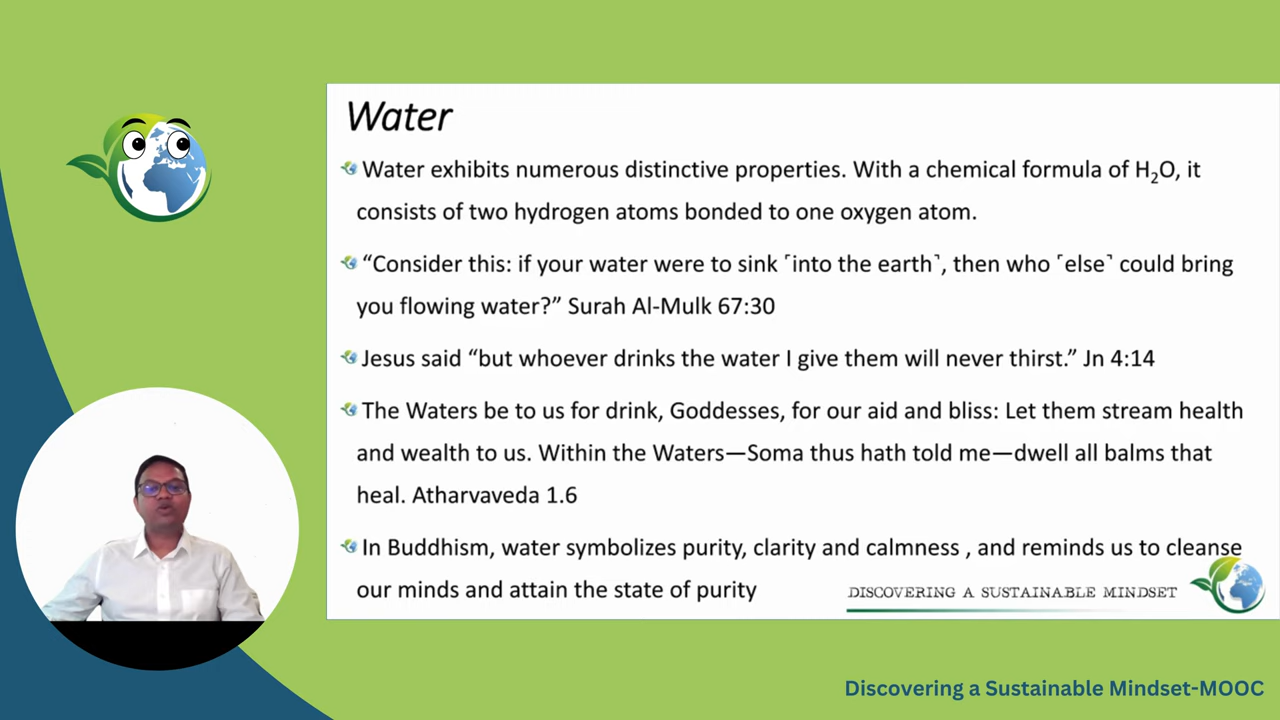 Water
Water exhibits numerous distinctive properties. With a chemical formula of H₂O, it
consists of two hydrogen atoms bonded to one oxygen atom.
“Consider this: if your water were to sink ˹into the earth˺, then who ˹else˺ could bring
you flowing water?” Surah Al-Mulk 67:30
Jesus said “but whoever drinks the water I give them will never thirst.” Jn 4:14
The Waters be to us for drink, Goddesses, for our aid and bliss: Let them stream health
and wealth to us. Within the Waters—Soma thus hath told me—dwell all balms that
heal. Atharvaveda 1.6
In Buddhism, water symbolizes purity, clarity and calmness , and reminds us to cleanse
our minds and attain the state of purity
DISCOVERING A SUSTAINABLE MINDSET
Discovering a Sustainable Mindset-MOOC